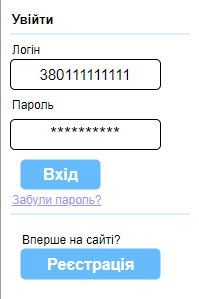 Увійти
Логін
380111111111
Пароль
**********
Вхід
Забули пароль?
Вперше на сайті?
Реєстрація